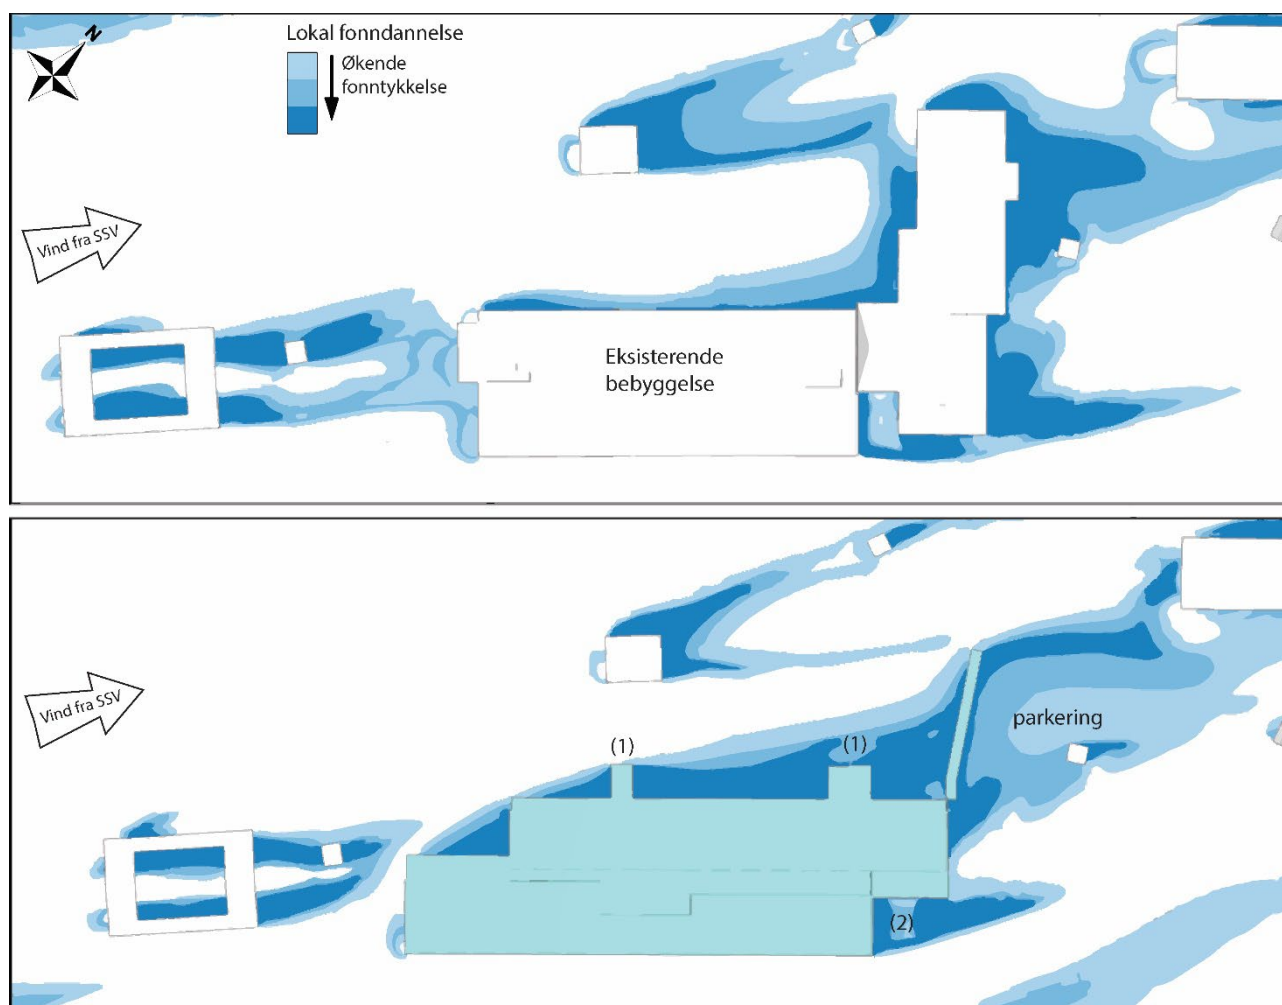 N
Lokal fonndannelse
Økende
fonntykkelse
Vind fra SSV
Eksisterende
bebyggelse
Vind fra SSV
parkering
(1)
(1)
(2)